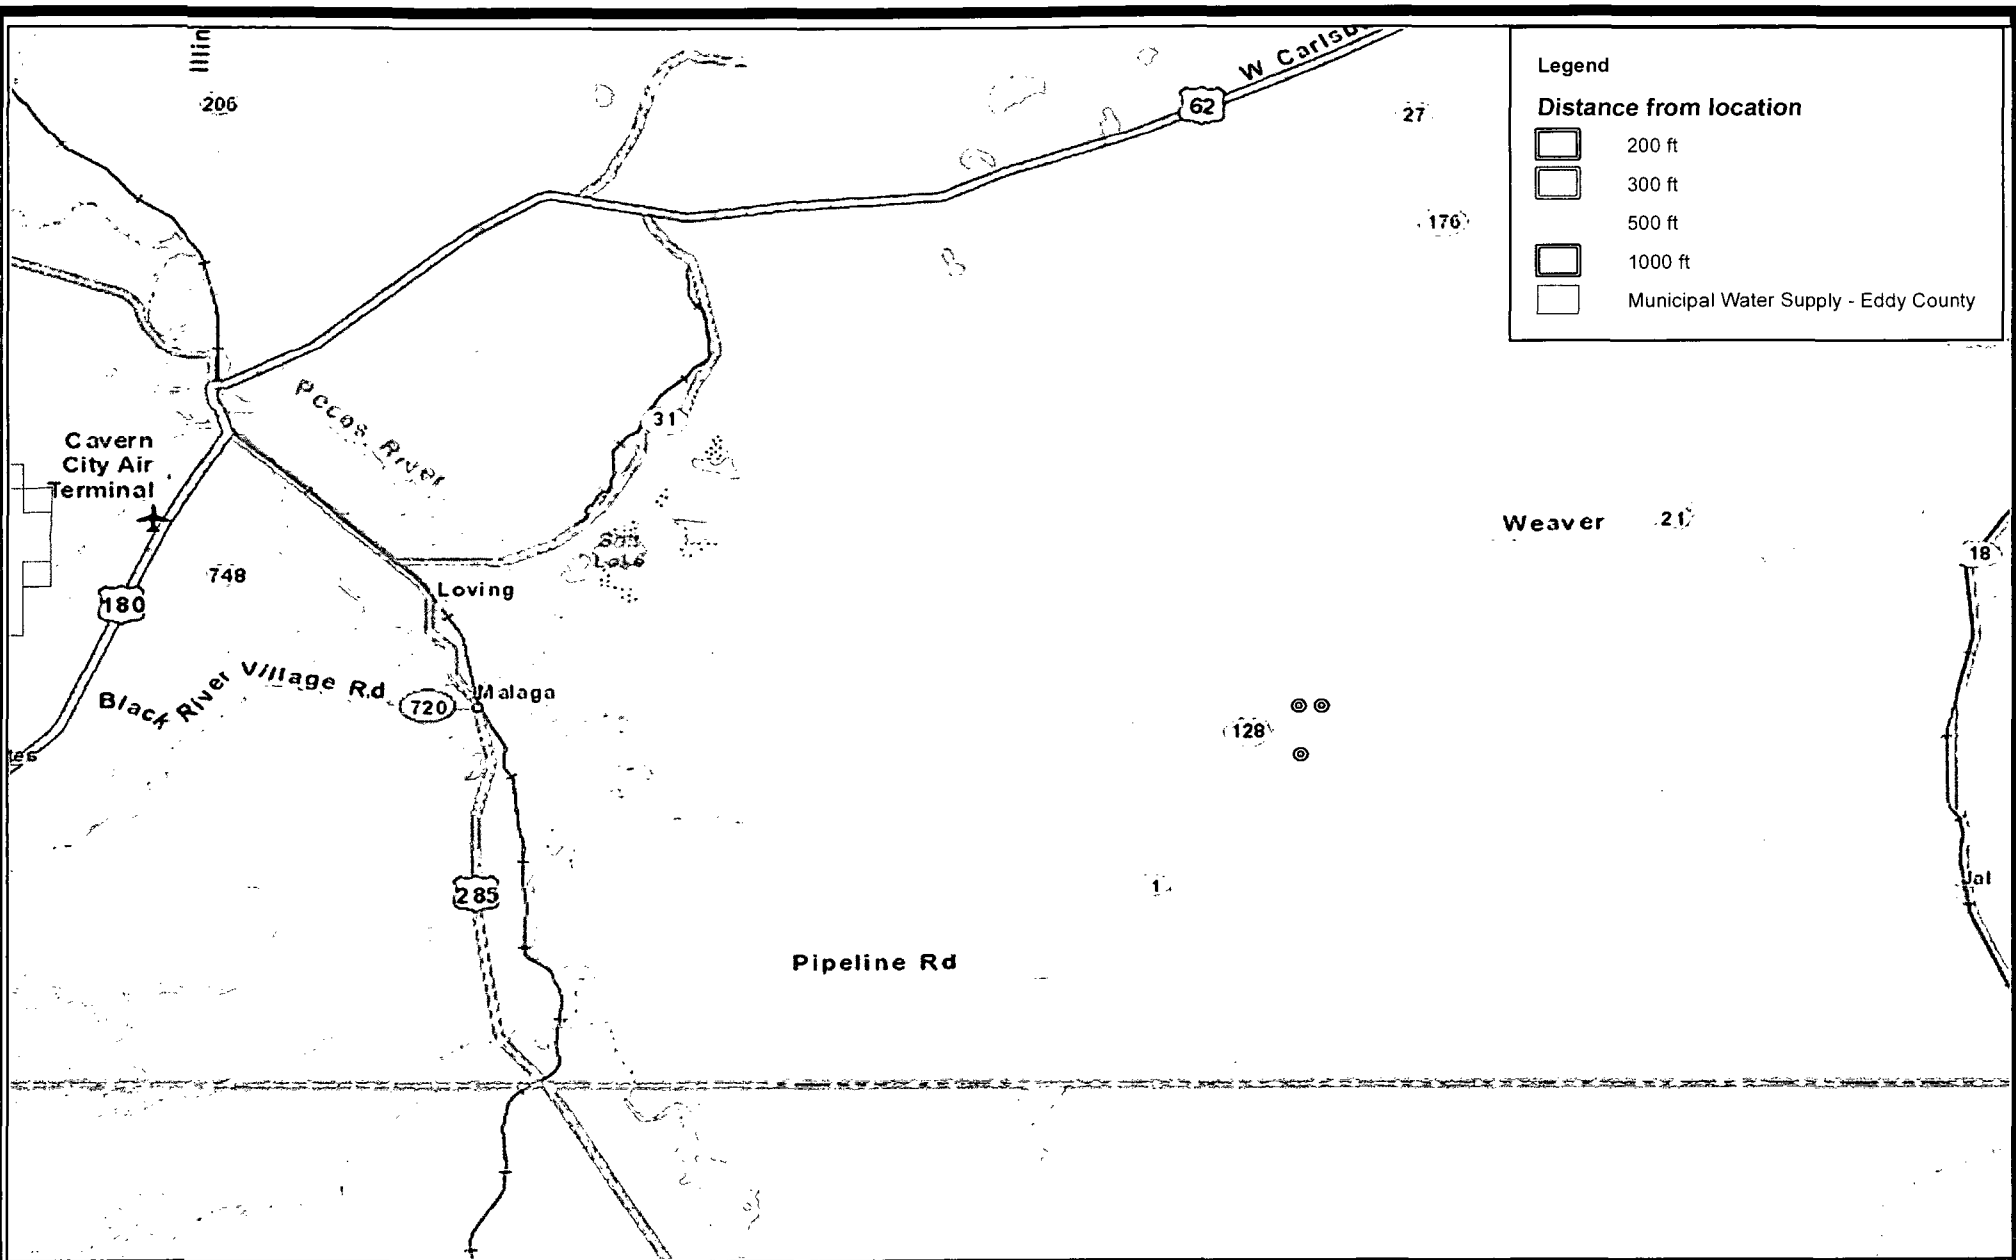 Legend
Distance from location
200 ft
300 ft
500 ft
1000 ft
Municipal Water Supply - Eddy County
W Carlsb
62
206
27
176
Pecos River
31
Cavern
City Air
Terminal
Weaver
21
18
748
180
Loving
Black River Village Rd
720
Malaga
128
285
1
Jal
Pipeline Rd